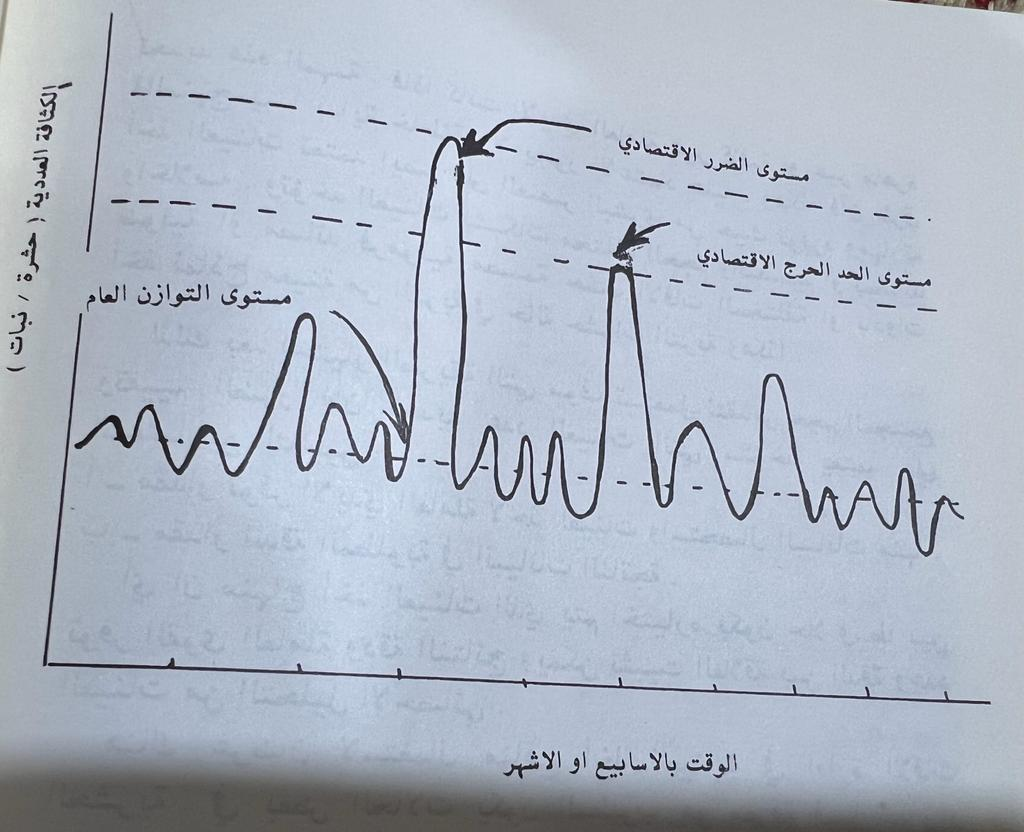 مستوى الضرر الاقتصادي
مستوى الحد الحرج الاقتصادي
مستوى التوازن العام
الكثافة العددية ( حشرة / نبات )
الوقت بالاسابيع او الاشهر